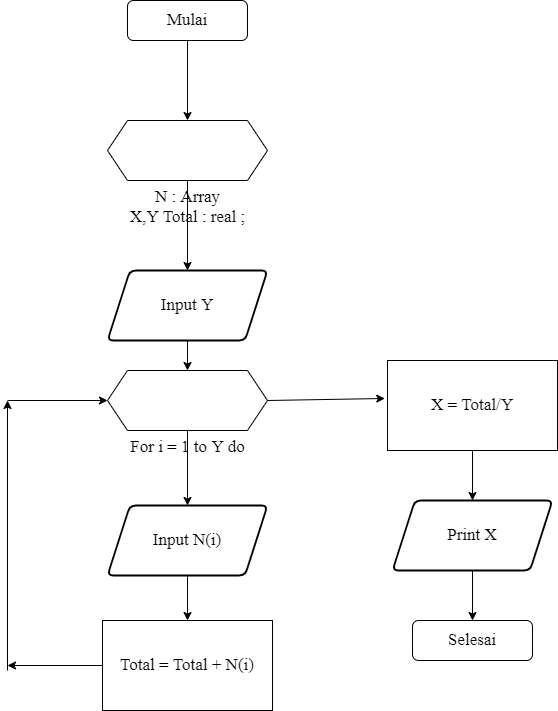 Mulai
N : Array
X,Y Total : real ;
Input Y
For i = 1 to Y do
X = Total/Y
Input N(i)
Print X
Total = Total + N(i)
Selesai